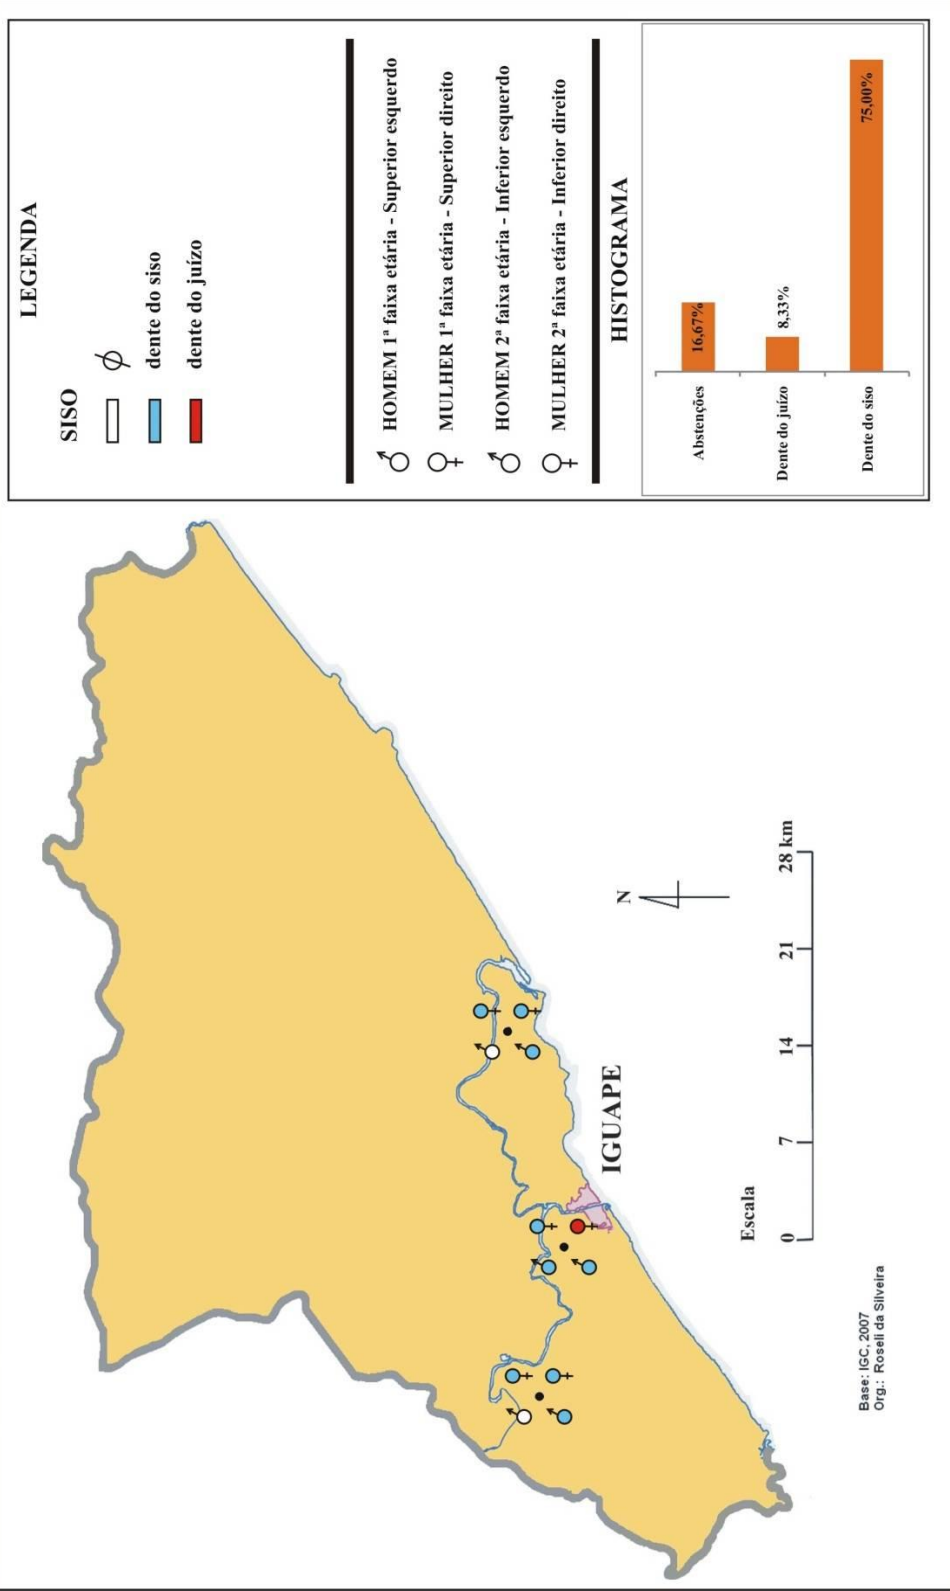 LEGENDA
SISO
ϕ
dente do siso
dente do juízo
HOMEM 1ª faixa etária - Superior esquerdo
MULHER 1ª faixa etária - Superior direito
HOMEM 2ª faixa etária - Inferior esquerdo
MULHER 2ª faixa etária - Inferior direito
HISTOGRAMA
Abstenções
16,67%
Dente do juízo
8,33%
Dente do siso
75,00%
IGUAPE
N
Escala
0 7 14 21 28 km
Base: IGC, 2007
Org.: Roseli da Silveira